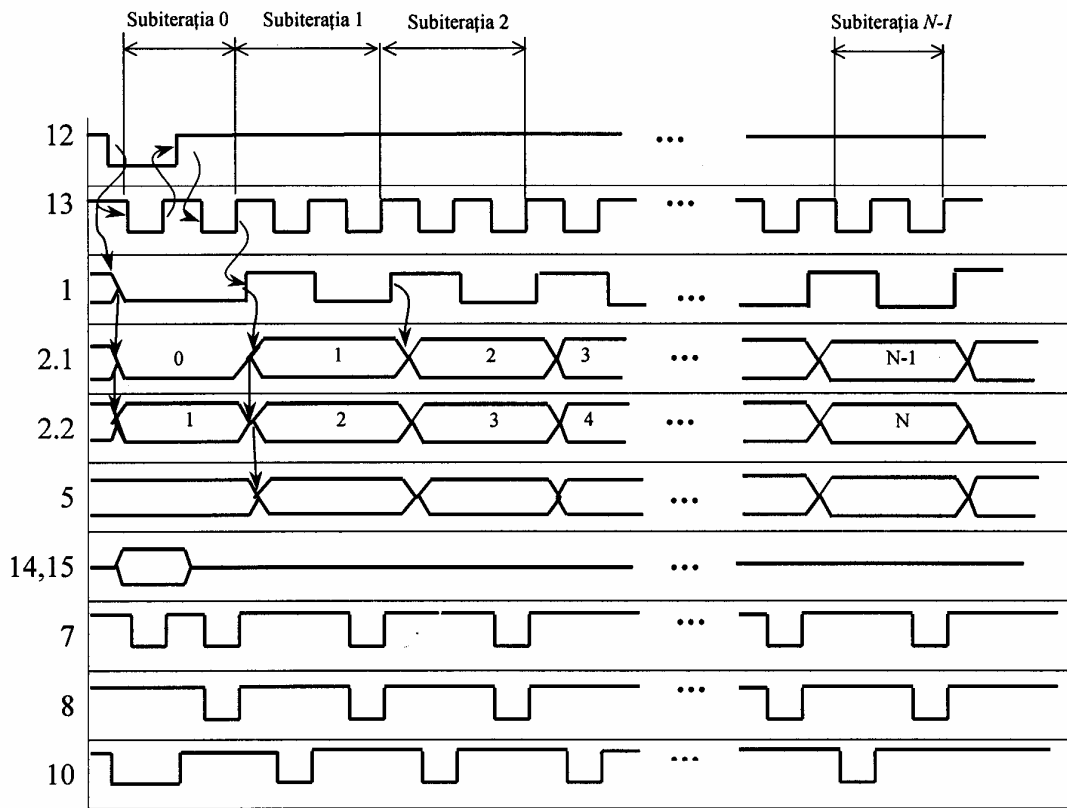 Subiterația 0 Subiterația 1 Subiterația 2 Subiterația N-1
12 ...
13 ...
1 ...
2.1 0 1 2 3 ... N-1
2.2 1 2 3 4 ... N
5 ...
14,15 ...
7 ...
8 ...
10 ...